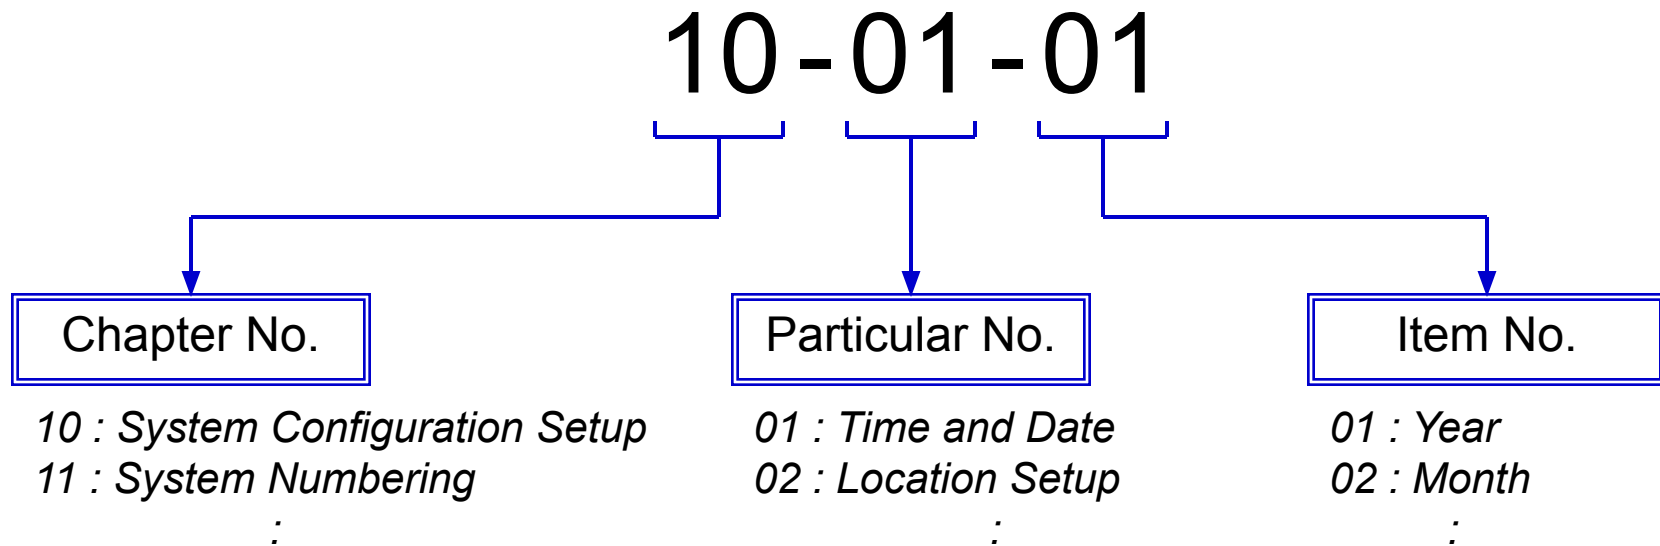 10-01-01
Chapter No.
Particular No.
Item No.
10 : System Configuration Setup
11 : System Numbering
:
01 : Time and Date
02 : Location Setup
:
01 : Year
02 : Month
: